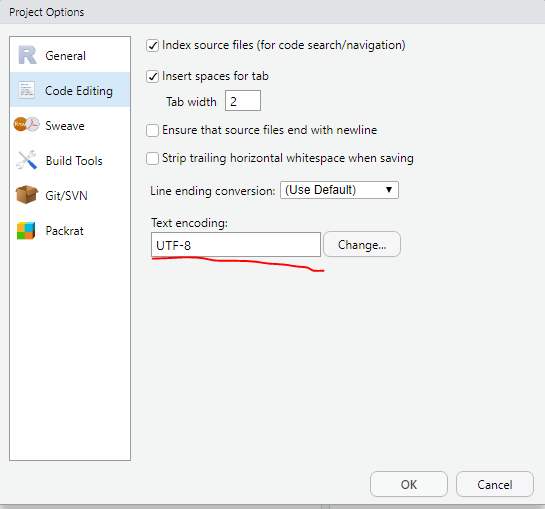 Project Options
General
Code Editing
Sweave
Build Tools
Git/SVN
Packrat
Index source files (for code search/navigation)
Insert spaces for tab
Tab width 2
Ensure that source files end with newline
Strip trailing horizontal whitespace when saving
Line ending conversion: (Use Default)
Text encoding:
UTF-8 Change...
OK Cancel